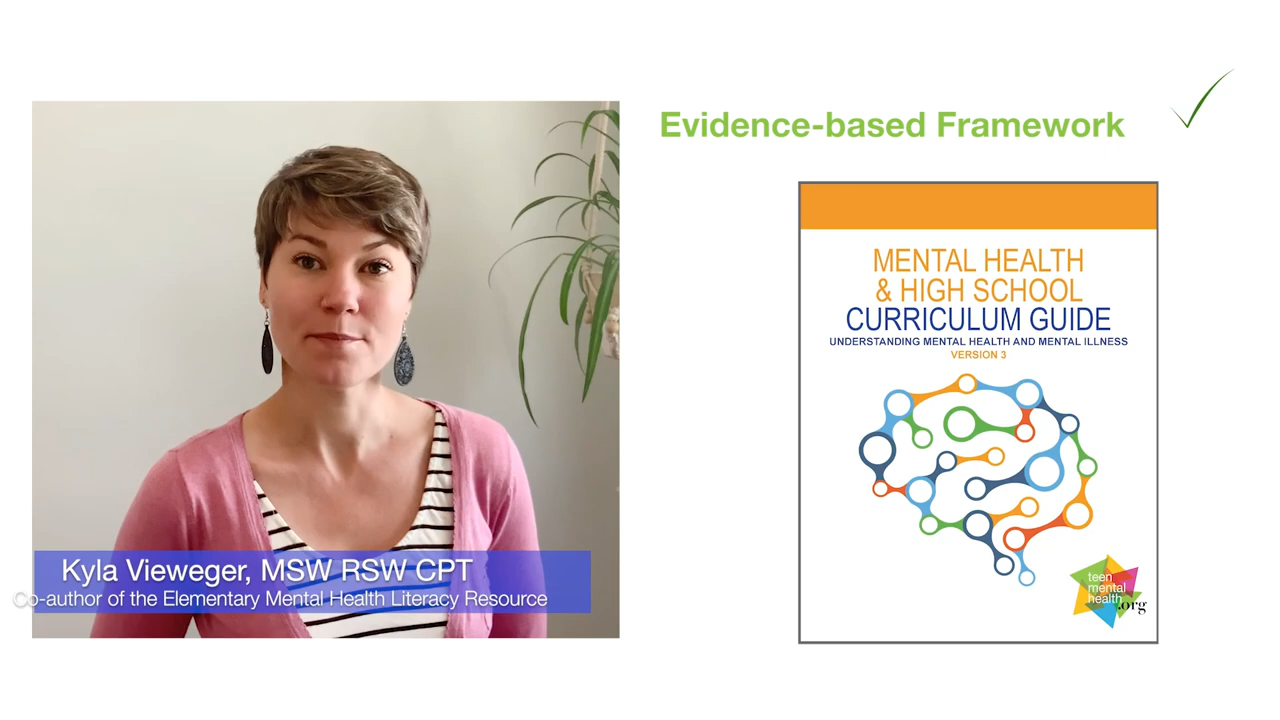 Evidence-based Framework
MENTAL HEALTH
& HIGH SCHOOL
CURRICULUM GUIDE
UNDERSTANDING MENTAL HEALTH AND MENTAL ILLNESS
VERSION 3
teen
mental
health
.org
Kyla Vieweger, MSW RSW CPT
Co-author of the Elementary Mental Health Literacy Resource